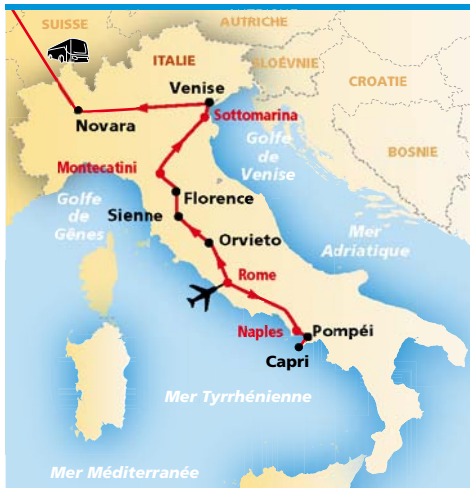 SUISSE
AUTRICHE
ITALIE
SLOÉVNIE
CROATIE
BOSNIE
Venise
Novara
Sottomarina
Golfe
de
Venise
Montecatini
Florence
Golfe
de
Gênes
Sienne
Orvieto
Mer
Adriatique
Rome
Naples
Pompéi
Capri
Mer Tyrrhénienne
Mer Méditerranée